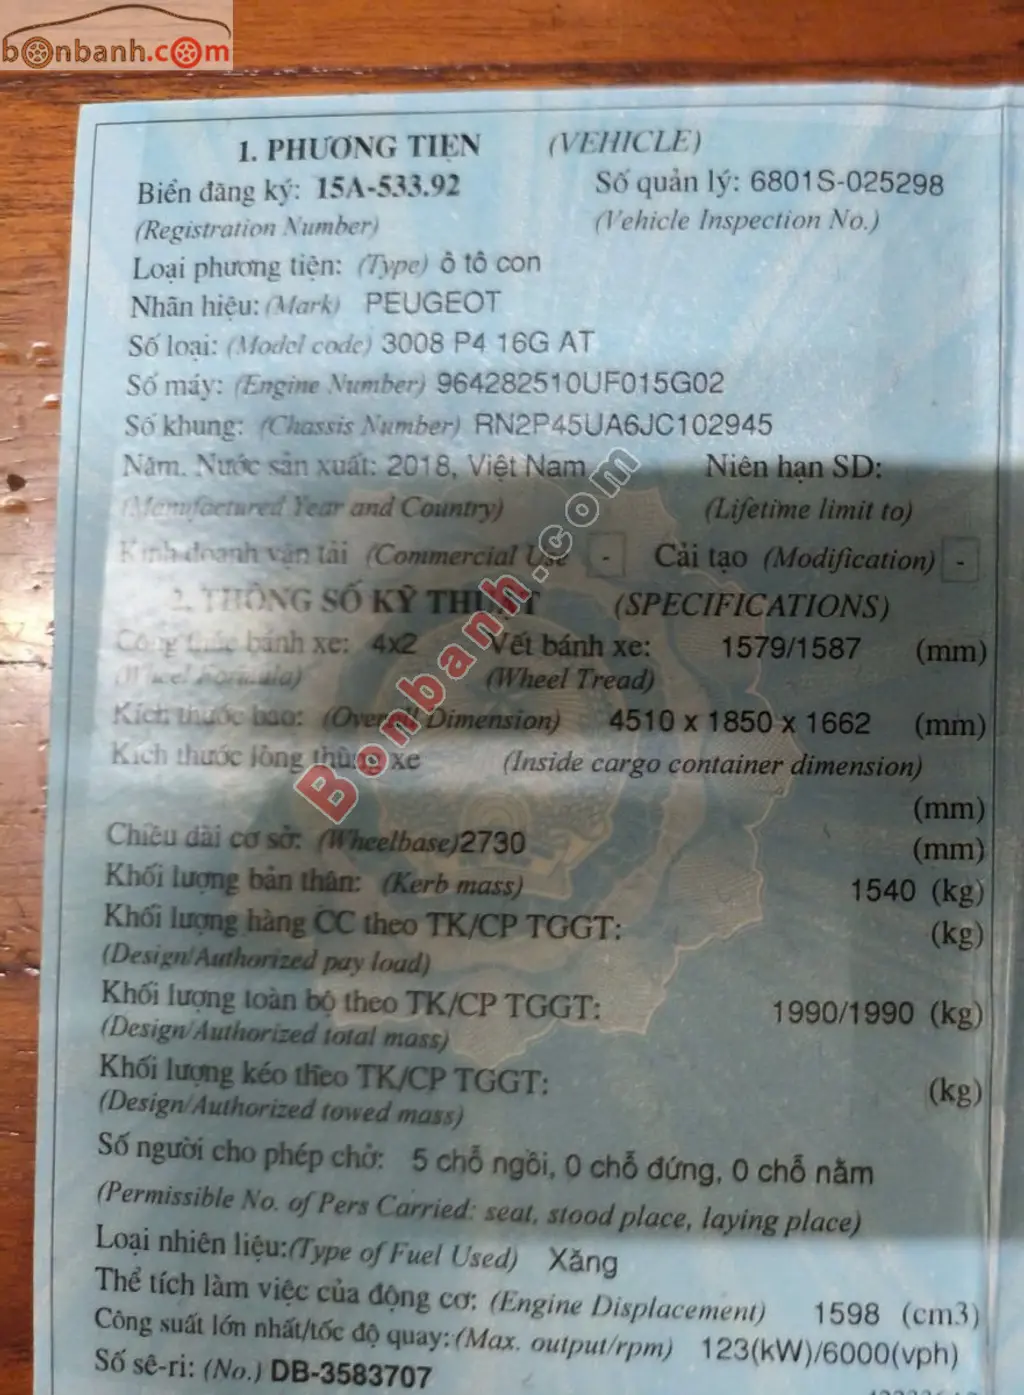 bonbanh.com
1. PHƯƠNG TIỆN (VEHICLE)
Biển đăng ký: 15A-533.92 Số quản lý: 6801S-025298
(Registration Number) (Vehicle Inspection No.)
Loại phương tiện: (Type) ô tô con
Nhãn hiệu: (Mark) PEUGEOT
Số loại: (Model code) 3008 P4 16G AT
Số máy: (Engine Number) 964282510UF015G02
Số khung: (Chassis Number) RN2P45UA6JC102945
Năm, Nước sản xuất: 2018, Việt Nam Niên hạn SD:
(Manufactured Year and Country) (Lifetime limit to)
Kinh doanh vận tải (Commercial Use - Cải tạo (Modification) -
2. THÔNG SỐ KỸ THUẬT (SPECIFICATIONS)
Công thức bánh xe: 4x2 Vết bánh xe: 1579/1587 (mm)
(Wheel Formula) (Wheel Tread)
Kích thước bao: (Overall Dimension) 4510 x 1850 x 1662 (mm)
Kích thước lòng thùng xe (Inside cargo container dimension)
(mm)
Chiều dài cơ sở: (Wheelbase) 2730 (mm)
Khối lượng bản thân: (Kerb mass) 1540 (kg)
Khối lượng hàng CC theo TK/CP TGGT: (kg)
(Design/Authorized pay load)
Khối lượng toàn bộ theo TK/CP TGGT: 1990/1990 (kg)
(Design/Authorized total mass)
Khối lượng kéo theo TK/CP TGGT: (kg)
(Design/Authorized towed mass)
Số người cho phép chở: 5 chỗ ngồi, 0 chỗ đứng, 0 chỗ nằm
(Permissible No. of Pers Carried: seat, stood place, laying place)
Loại nhiên liệu: (Type of Fuel Used) Xăng
Thể tích làm việc của động cơ: (Engine Displacement) 1598 (cm3)
Công suất lớn nhất/tốc độ quay: (Max. output/rpm) 123(kW)/6000(vph)
Số sê-ri: (No.) DB-3583707
Bonbanh.com